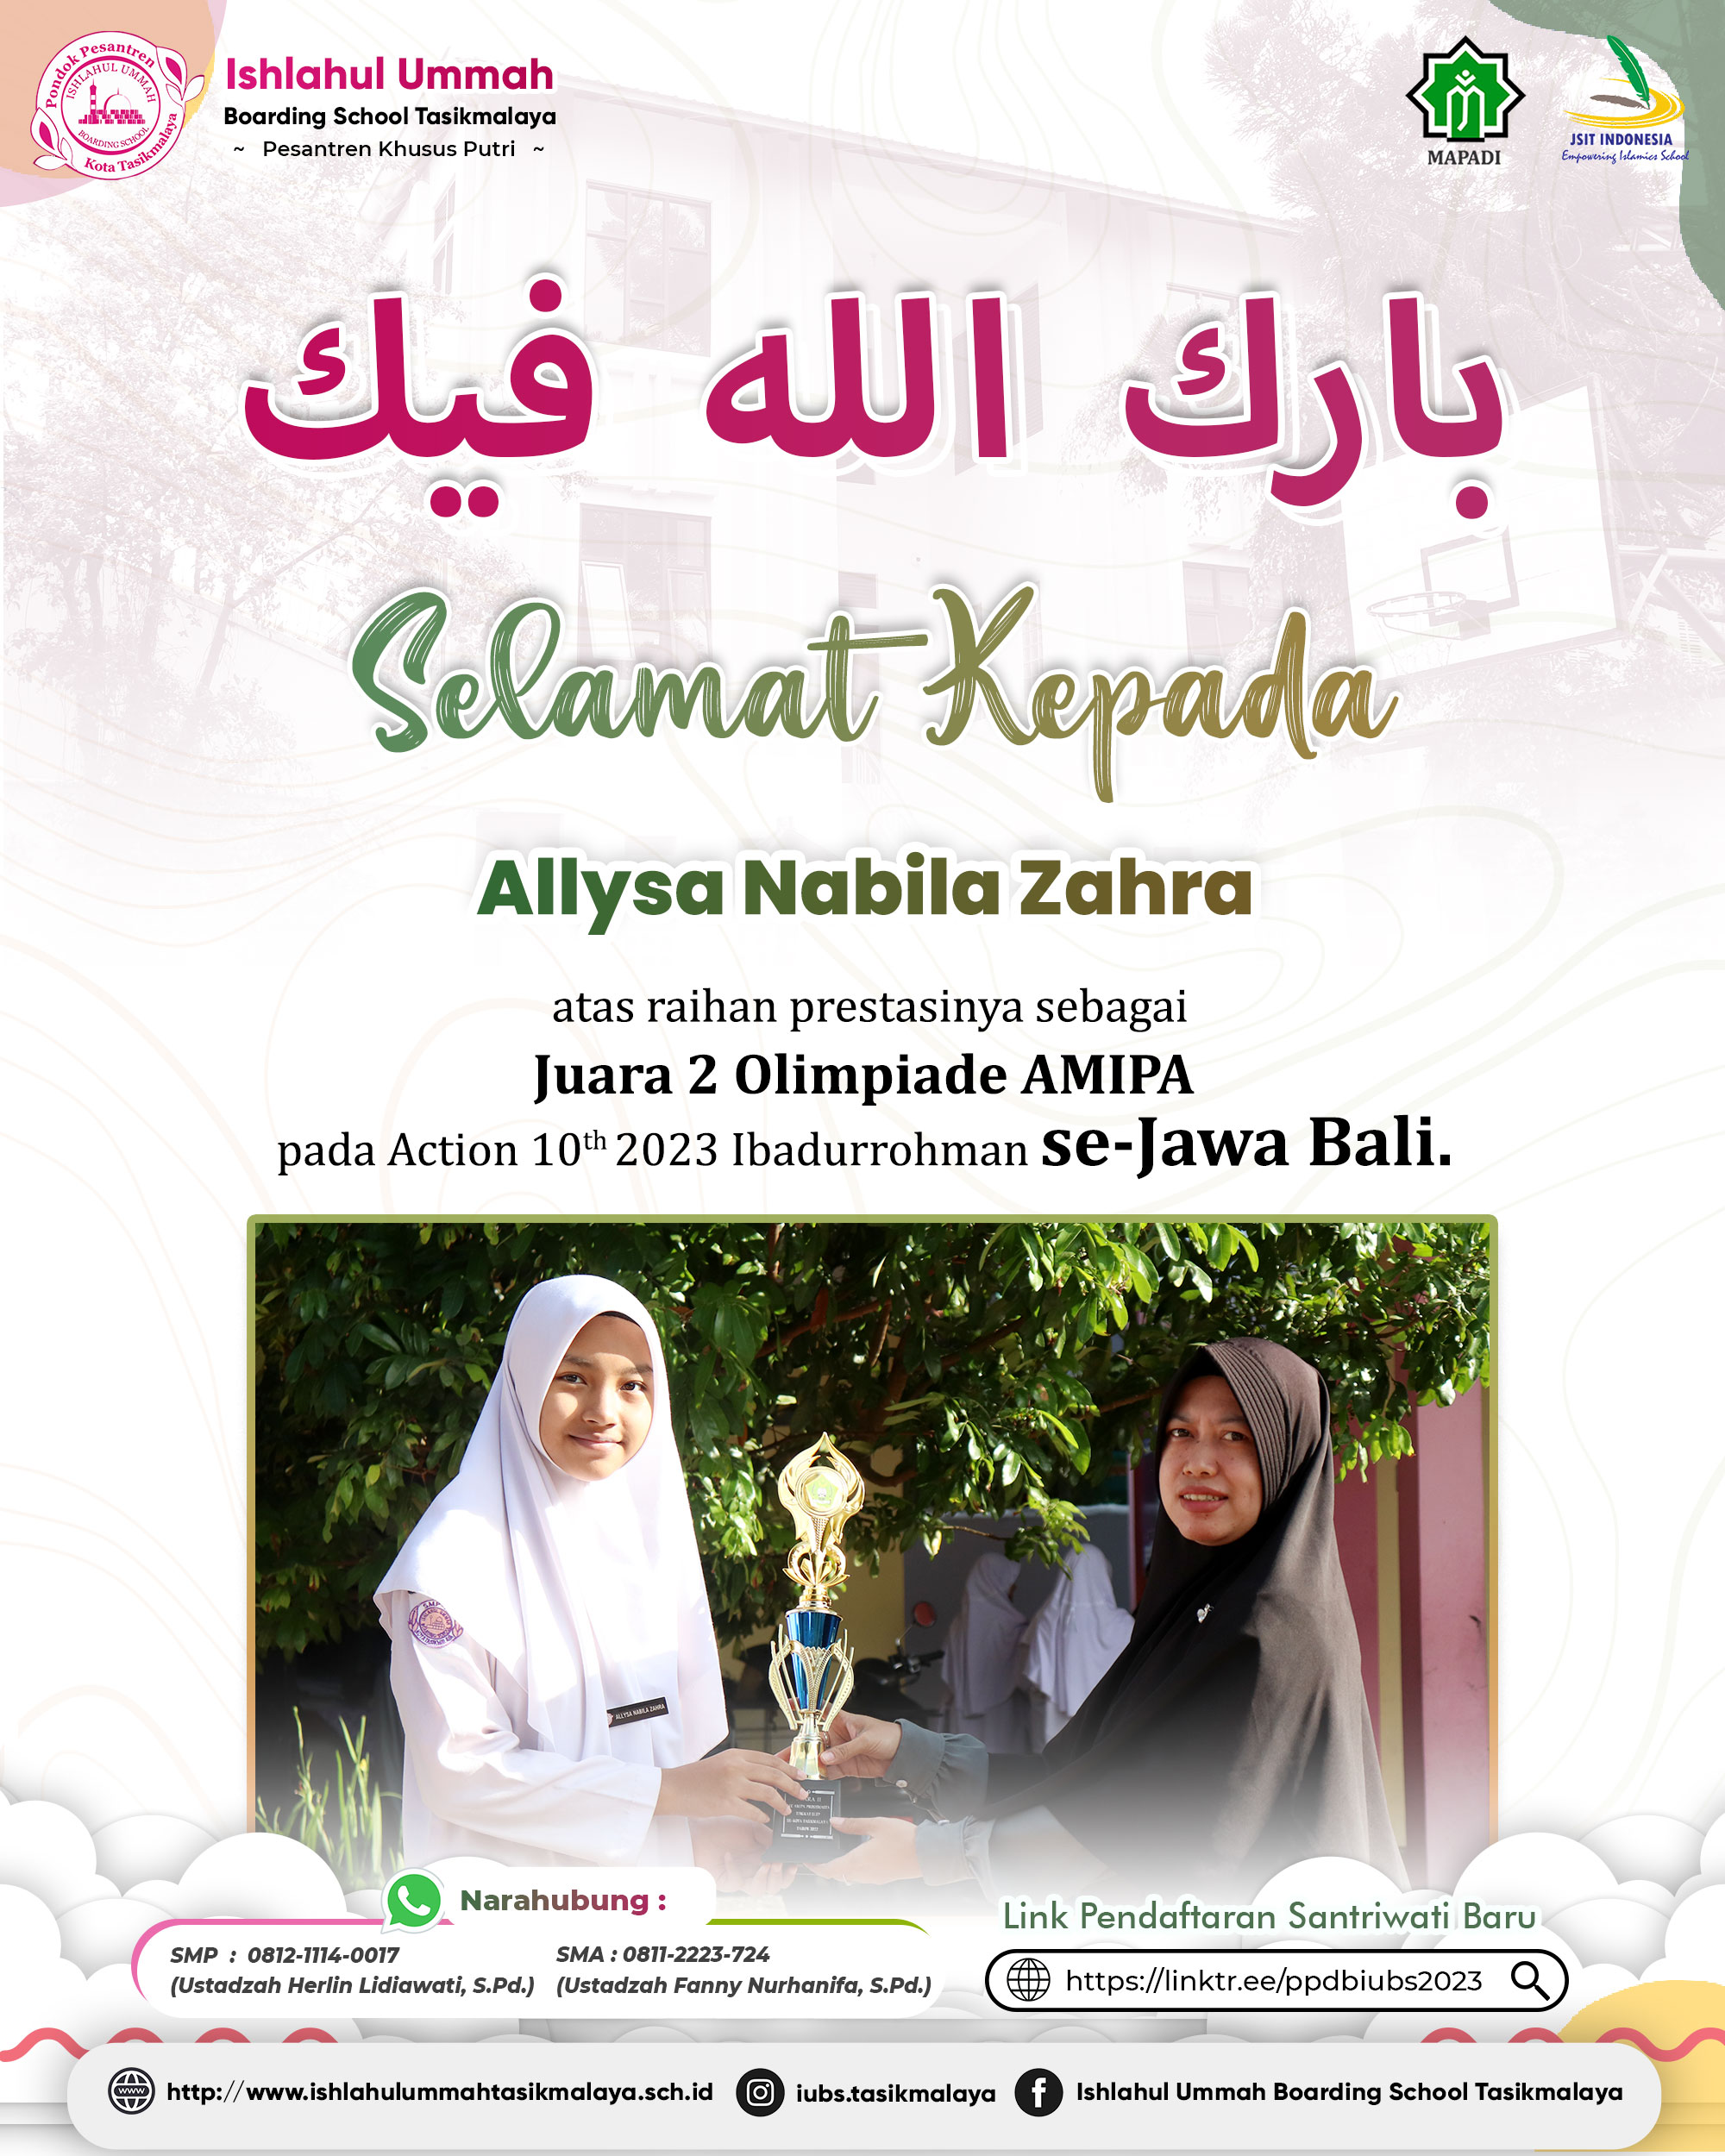 Pondok Pesantren
ISHLAHUL UMMAH
BOARDING SCHOOL
Kota Tasikmalaya
Ishlahul Ummah
Boarding School Tasikmalaya
~ Pesantren Khusus Putri ~
MAPADI
JSIT INDONESIA
Empowering Islamics School
بارك الله فيك
Selamat Kepada
Allysa Nabila Zahra
atas raihan prestasinya sebagai
Juara 2 Olimpiade AMIPA
pada Action 10th 2023 Ibadurrohman se-Jawa Bali.
ALLYSA NABILA ZAHRA
Narahubung :
SMP : 0812-1114-0017
(Ustadzah Herlin Lidiawati, S.Pd.)
SMA : 0811-2223-724
(Ustadzah Fanny Nurhanifa, S.Pd.)
Link Pendaftaran Santriwati Baru
https://linktr.ee/ppdbiubs2023
www
http://www.ishlahulummahtasikmalaya.sch.id
iubs.tasikmalaya
Ishlahul Ummah Boarding School Tasikmalaya